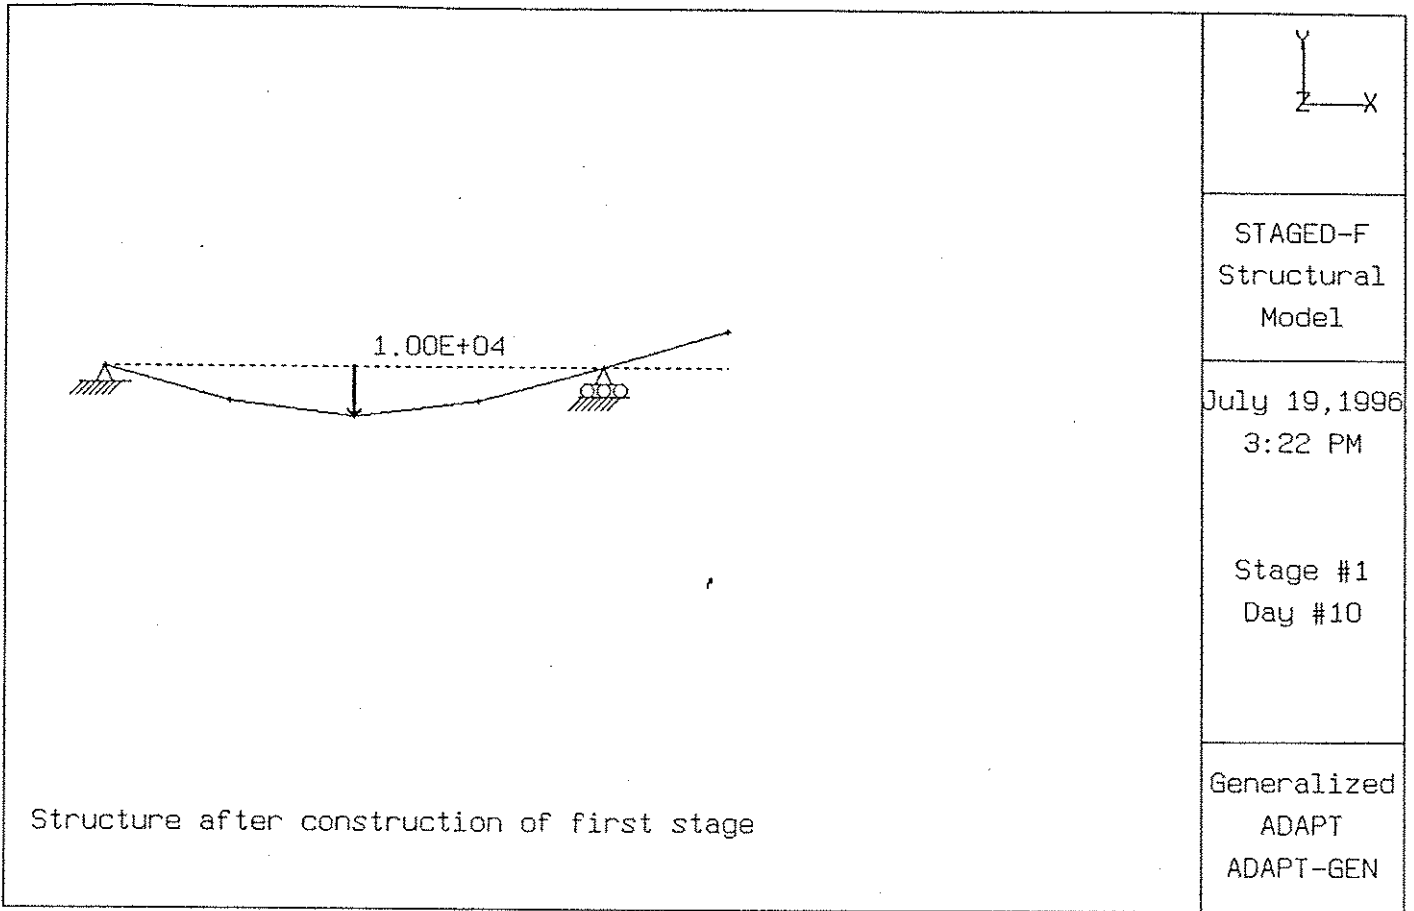 Y
Z X
STAGED-F
Structural
Model
1.00E+04
July 19,1996
3:22 PM
Stage #1
Day #10
Structure after construction of first stage
Generalized
ADAPT
ADAPT-GEN